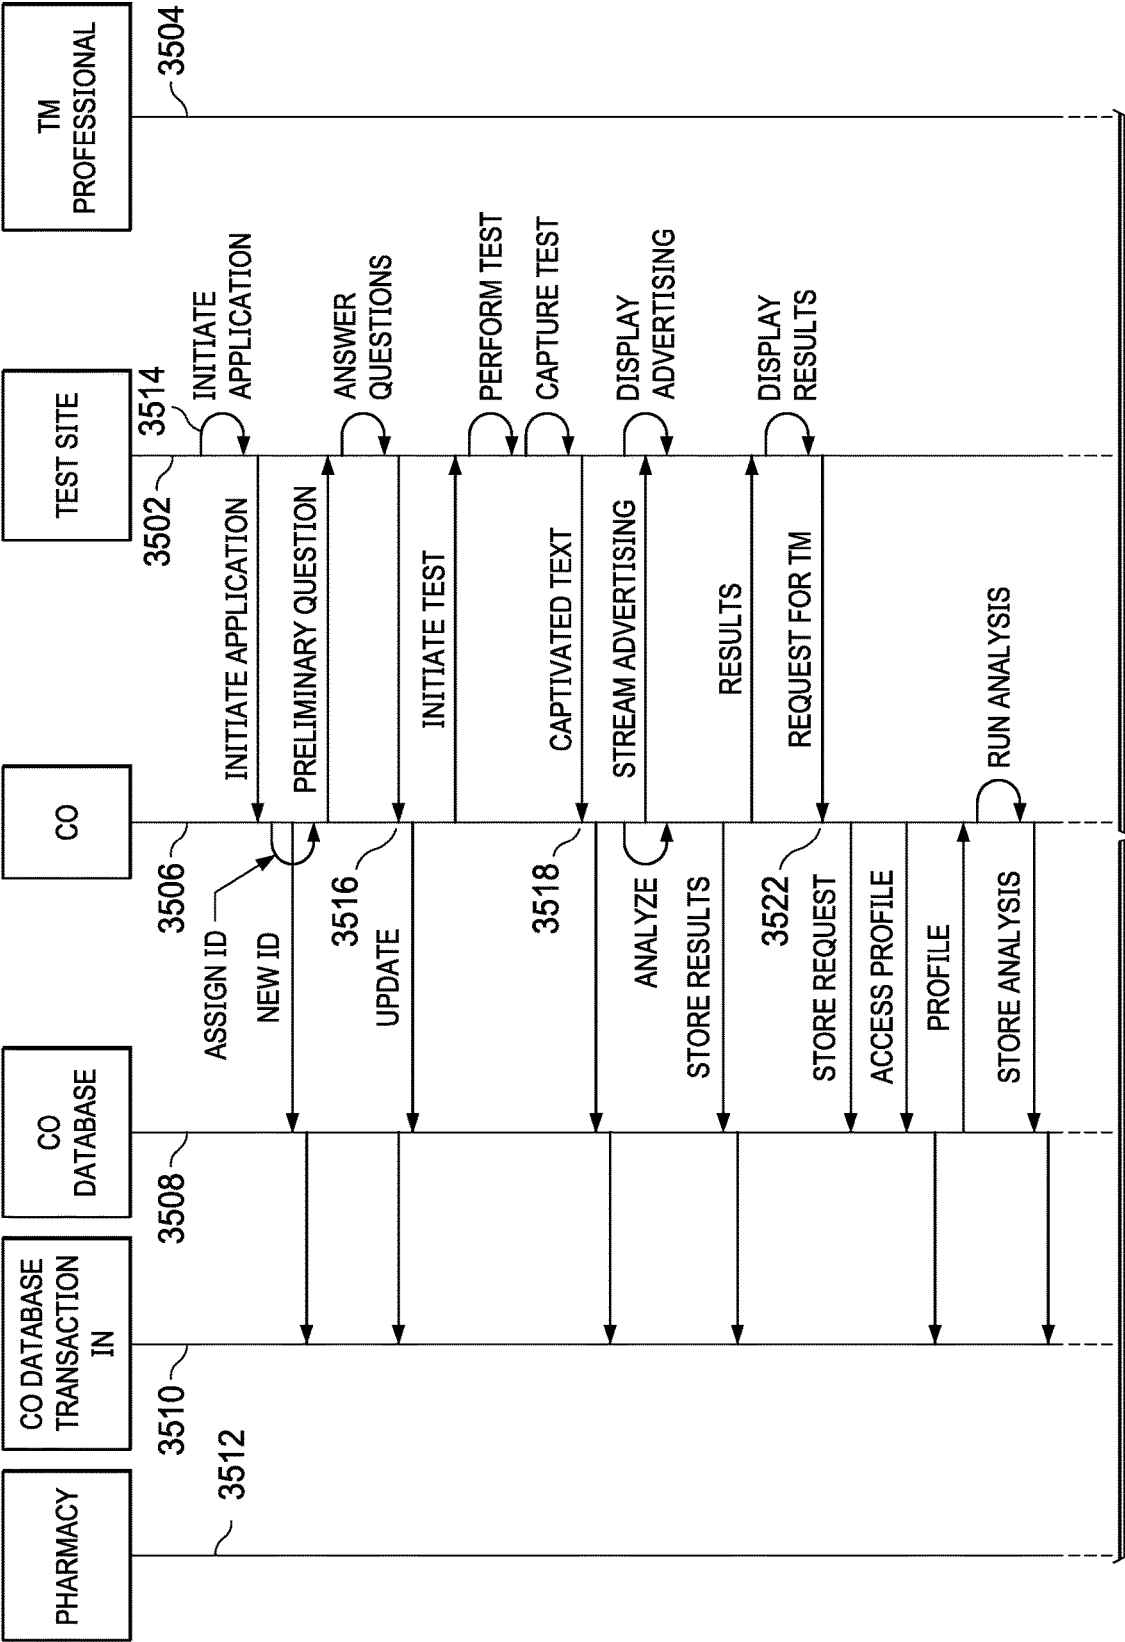 PHARMACY
CO DATABASE
TRANSACTION
IN
CO
DATABASE
CO
TEST SITE
TM
PROFESSIONAL
3512
3510
3508
3506
3502
3504
3514
INITIATE
APPLICATION
INITIATE APPLICATION
ASSIGN ID
NEW ID
PRELIMINARY QUESTION
ANSWER
QUESTIONS
3516
UPDATE
INITIATE TEST
PERFORM TEST
CAPTURE TEST
CAPTIVATED TEXT
3518
STREAM ADVERTISING
DISPLAY
ADVERTISING
ANALYZE
STORE RESULTS
RESULTS
DISPLAY
RESULTS
REQUEST FOR TM
3522
STORE REQUEST
ACCESS PROFILE
PROFILE
RUN ANALYSIS
STORE ANALYSIS